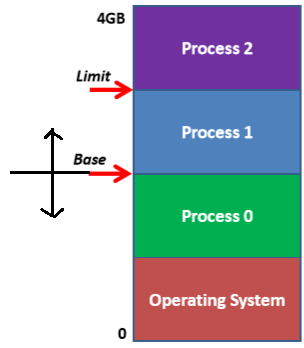 4GB
Process 2
Limit
Process 1
Base
Process 0
Operating System
0